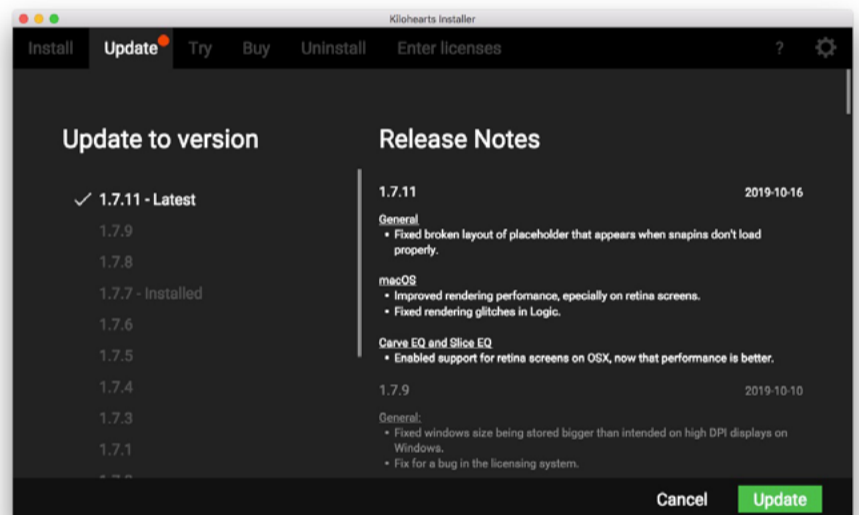 Kilohearts Installer
Install Update Try Buy Uninstall Enter licenses ?
Update to version
1.7.11 - Latest
1.7.9
1.7.8
1.7.7 - Installed
1.7.6
1.7.5
1.7.4
1.7.3
1.7.1
Release Notes
1.7.11 2019-10-16
General
• Fixed broken layout of placeholder that appears when snapins don't load
properly.
macOS
• Improved rendering perfomance, epecially on retina screens.
• Fixed rendering glitches in Logic.
Carve EQ and Slice EQ
• Enabled support for retina screens on OSX, now that performance is better.
1.7.9 2019-10-10
General:
• Fixed windows size being stored bigger than intended on high DPI displays on
Windows.
• Fix for a bug in the licensing system.
Cancel Update